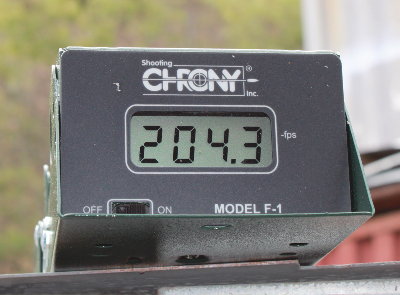 Shooting
CHRONY®
Inc.
204.3 -fps
OFF ON MODEL F-1